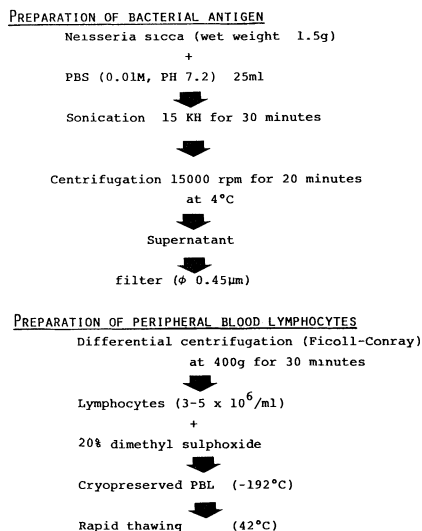 PREPARATION OF BACTERIAL ANTIGEN
Neisseria sicca (wet weight 1.5g)
+
PBS (0.01M, PH 7.2) 25ml
Sonication 15 KH for 30 minutes
Centrifugation 15000 rpm for 20 minutes
at 4°C
Supernatant
filter (ϕ 0.45μm)
PREPARATION OF PERIPHERAL BLOOD LYMPHOCYTES
Differential centrifugation (Ficoll-Conray)
at 400g for 30 minutes
Lymphocytes (3-5 x 10⁶/ml)
+
20% dimethyl sulphoxide
Cryopreserved PBL (-192°C)
Rapid thawing (42°C)